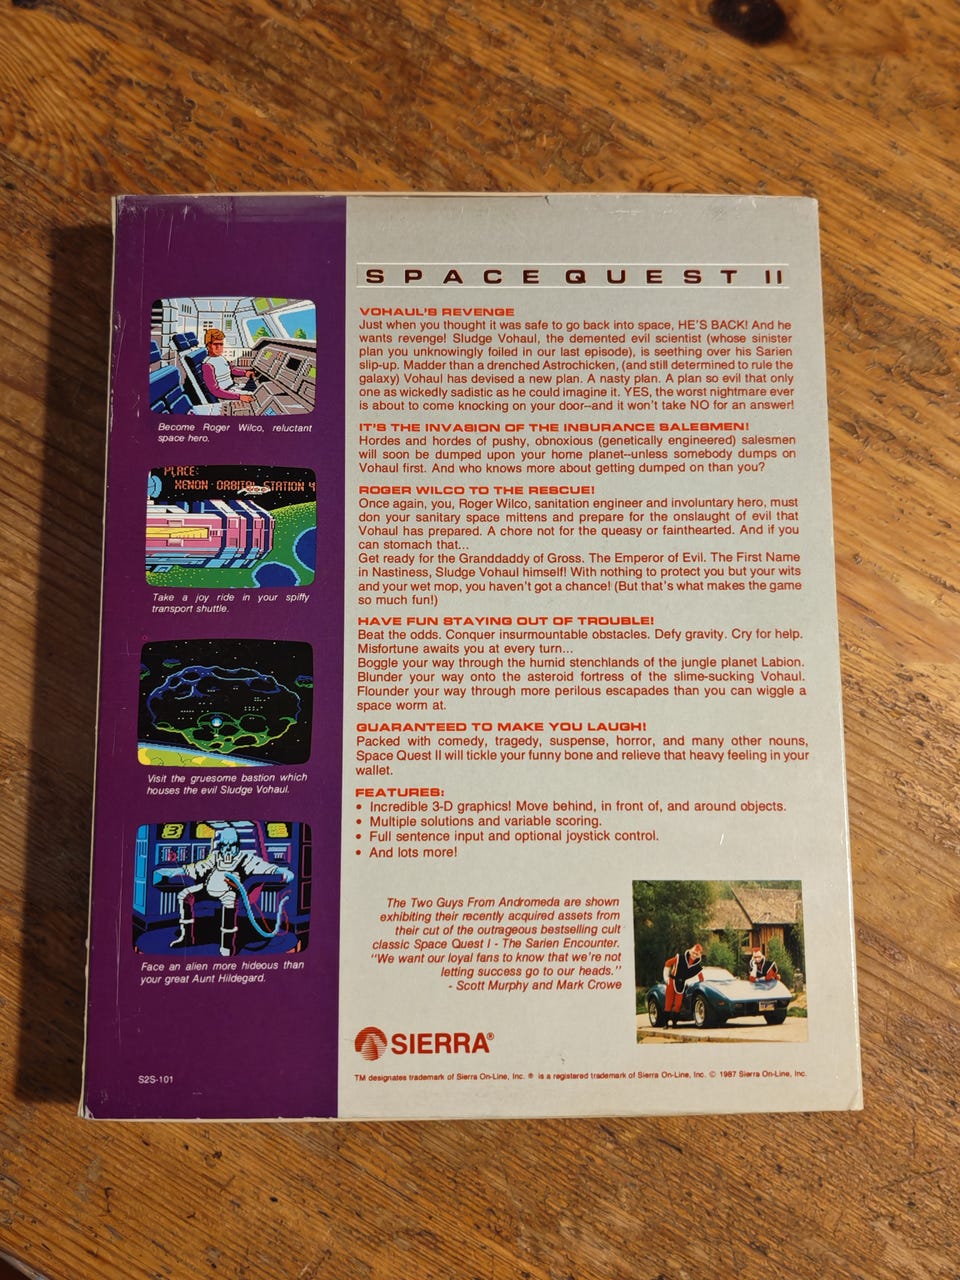 SPACE QUEST II
VOHAUL'S REVENGE
Just when you thought it was safe to go back into space, HE'S BACK! And he
wants revenge! Sludge Vohaul, the demented evil scientist (whose sinister
plan you unknowingly foiled in our last episode), is seething over his Sarien
slip-up. Madder than a drenched Astrochicken, (and still determined to rule the
galaxy) Vohaul has devised a new plan. A nasty plan. A plan so evil that only
one as wickedly sadistic as he could imagine it. YES, the worst nightmare ever
is about to come knocking on your door--and it won't take NO for an answer!
IT'S THE INVASION OF THE INSURANCE SALESMEN!
Hordes and hordes of pushy, obnoxious (genetically engineered) salesmen
will soon be dumped upon your home planet--unless somebody dumps on
Vohaul first. And who knows more about getting dumped on than you?
ROGER WILCO TO THE RESCUE!
Once again, you, Roger Wilco, sanitation engineer and involuntary hero, must
don your sanitary space mittens and prepare for the onslaught of evil that
Vohaul has prepared. A chore not for the queasy or fainthearted. And if you
can stomach that...
Get ready for the Granddaddy of Gross. The Emperor of Evil. The First Name
in Nastiness, Sludge Vohaul himself! With nothing to protect you but your wits
and your wet mop, you haven't got a chance! (But that's what makes the game
so much fun!)
HAVE FUN STAYING OUT OF TROUBLE!
Beat the odds. Conquer insurmountable obstacles. Defy gravity. Cry for help.
Misfortune awaits you at every turn...
Boggle your way through the humid stenchlands of the jungle planet Labion.
Blunder your way onto the asteroid fortress of the slime-sucking Vohaul.
Flounder your way through more perilous escapades than you can wiggle a
space worm at.
GUARANTEED TO MAKE YOU LAUGH!
Packed with comedy, tragedy, suspense, horror, and many other nouns,
Space Quest II will tickle your funny bone and relieve that heavy feeling in your
wallet.
FEATURES:
• Incredible 3-D graphics! Move behind, in front of, and around objects.
• Multiple solutions and variable scoring.
• Full sentence input and optional joystick control.
• And lots more!
The Two Guys From Andromeda are shown
exhibiting their recently acquired assets from
their cut of the outrageous bestselling cult
classic Space Quest I - The Sarien Encounter.
"We want our loyal fans to know that we're not
letting success go to our heads."
- Scott Murphy and Mark Crowe
SIERRA®
TM designates trademark of Sierra On-Line, Inc. ® is a registered trademark of Sierra On-Line, Inc. © 1987 Sierra On-Line, Inc.
Become Roger Wilco, reluctant
space hero.
PLACE:
XENON ORBITAL STATION 4
Take a joy ride in your spiffy
transport shuttle.
Visit the gruesome bastion which
houses the evil Sludge Vohaul.
Face an alien more hideous than
your great Aunt Hildegard.
S2S-101